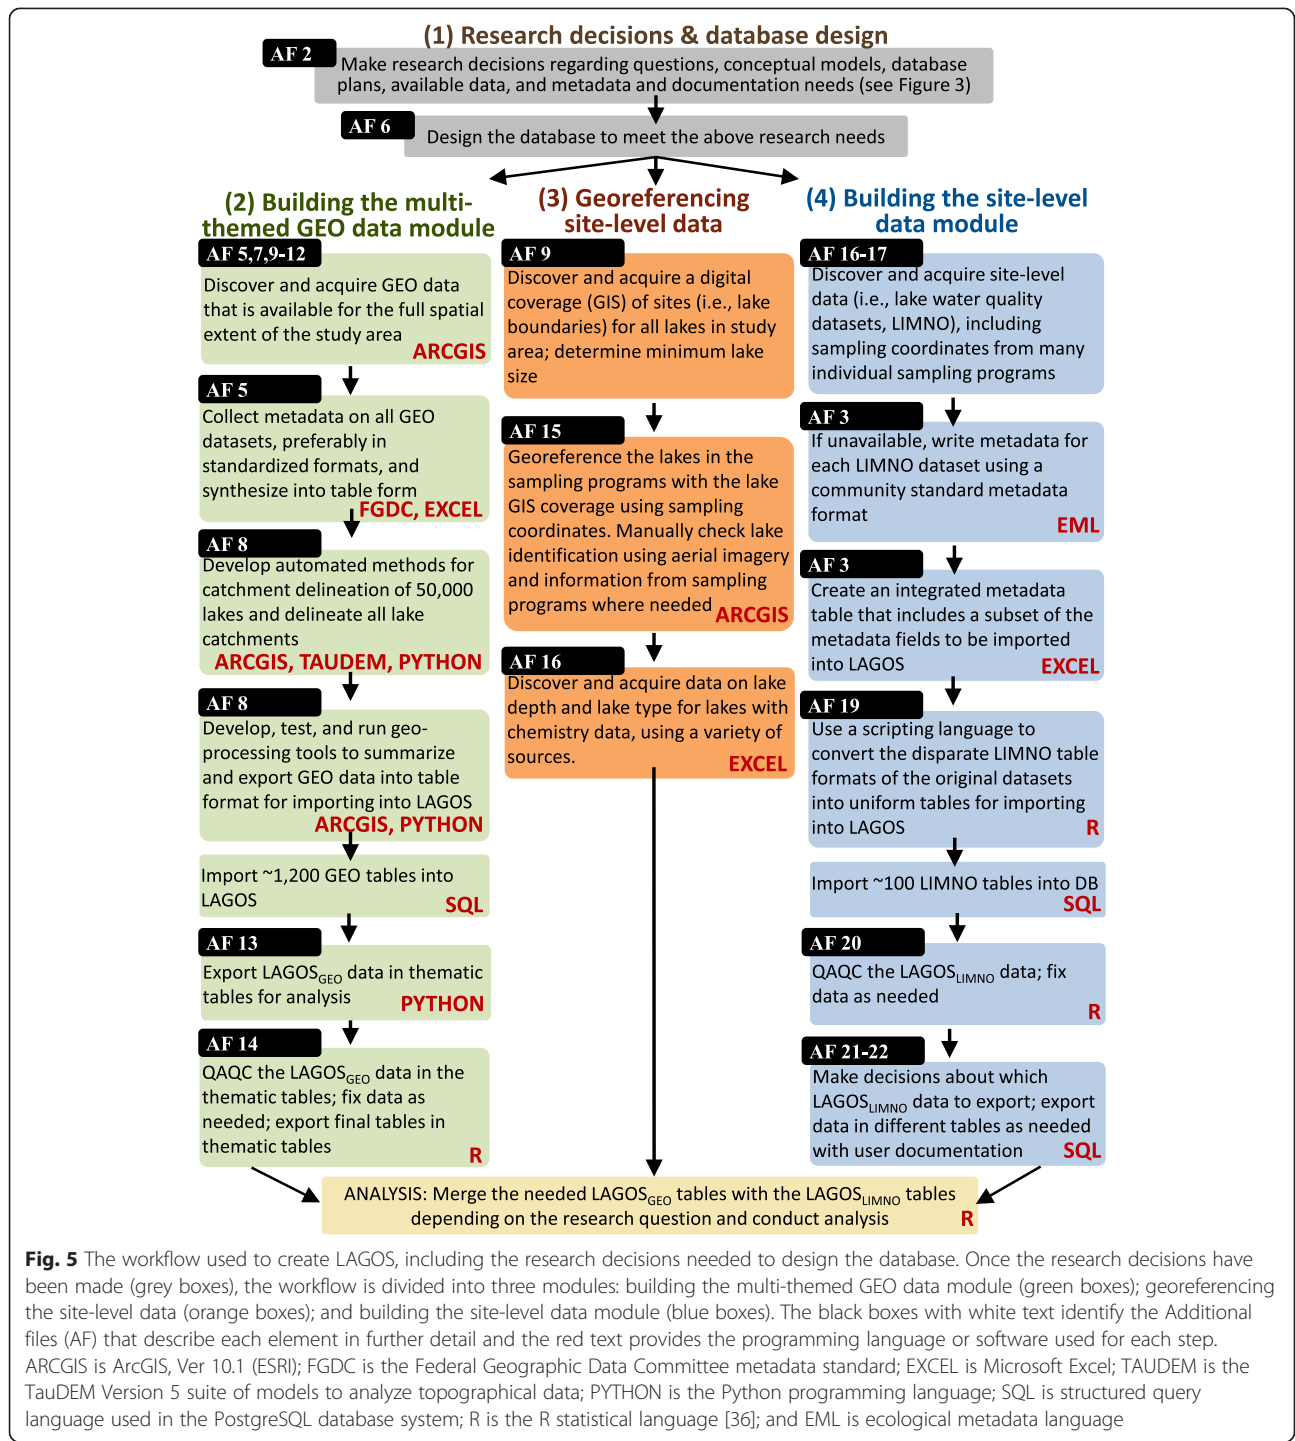 (1) Research decisions & database design
AF 2
Make research decisions regarding questions, conceptual models, database
plans, available data, and metadata and documentation needs (see Figure 3)
AF 6
Design the database to meet the above research needs
(2) Building the multi-
themed GEO data module
AF 5,7,9-12
Discover and acquire GEO data
that is available for the full spatial
extent of the study area
ARCGIS
AF 5
Collect metadata on all GEO
datasets, preferably in
standardized formats, and
synthesize into table form
FGDC, EXCEL
AF 8
Develop automated methods for
catchment delineation of 50,000
lakes and delineate all lake
catchments
ARCGIS, TAUDEM, PYTHON
AF 8
Develop, test, and run geo-
processing tools to summarize
and export GEO data into table
format for importing into LAGOS
ARCGIS, PYTHON
Import ~1,200 GEO tables into
LAGOS
SQL
AF 13
Export LAGOSGEO data in thematic
tables for analysis
PYTHON
AF 14
QAQC the LAGOSGEO data in the
thematic tables; fix data as
needed; export final tables in
thematic tables
R
(3) Georeferencing
site-level data
AF 9
Discover and acquire a digital
coverage (GIS) of sites (i.e., lake
boundaries) for all lakes in study
area; determine minimum lake
size
AF 15
Georeference the lakes in the
sampling programs with the lake
GIS coverage using sampling
coordinates. Manually check lake
identification using aerial imagery
and information from sampling
programs where needed
ARCGIS
AF 16
Discover and acquire data on lake
depth and lake type for lakes with
chemistry data, using a variety of
sources.
EXCEL
(4) Building the site-level
data module
AF 16-17
Discover and acquire site-level
data (i.e., lake water quality
datasets, LIMNO), including
sampling coordinates from many
individual sampling programs
AF 3
If unavailable, write metadata for
each LIMNO dataset using a
community standard metadata
format
EML
AF 3
Create an integrated metadata
table that includes a subset of the
metadata fields to be imported
into LAGOS
EXCEL
AF 19
Use a scripting language to
convert the disparate LIMNO table
formats of the original datasets
into uniform tables for importing
into LAGOS
R
Import ~100 LIMNO tables into DB
SQL
AF 20
QAQC the LAGOSLIMNO data; fix
data as needed
R
AF 21-22
Make decisions about which
LAGOSLIMNO data to export; export
data in different tables as needed
with user documentation
SQL
ANALYSIS: Merge the needed LAGOSGEO tables with the LAGOSLIMNO tables
depending on the research question and conduct analysis
R
Fig. 5 The workflow used to create LAGOS, including the research decisions needed to design the database. Once the research decisions have
been made (grey boxes), the workflow is divided into three modules: building the multi-themed GEO data module (green boxes); georeferencing
the site-level data (orange boxes); and building the site-level data module (blue boxes). The black boxes with white text identify the Additional
files (AF) that describe each element in further detail and the red text provides the programming language or software used for each step.
ARCGIS is ArcGIS, Ver 10.1 (ESRI); FGDC is the Federal Geographic Data Committee metadata standard; EXCEL is Microsoft Excel; TAUDEM is the
TauDEM Version 5 suite of models to analyze topographical data; PYTHON is the Python programming language; SQL is structured query
language used in the PostgreSQL database system; R is the R statistical language [36]; and EML is ecological metadata language